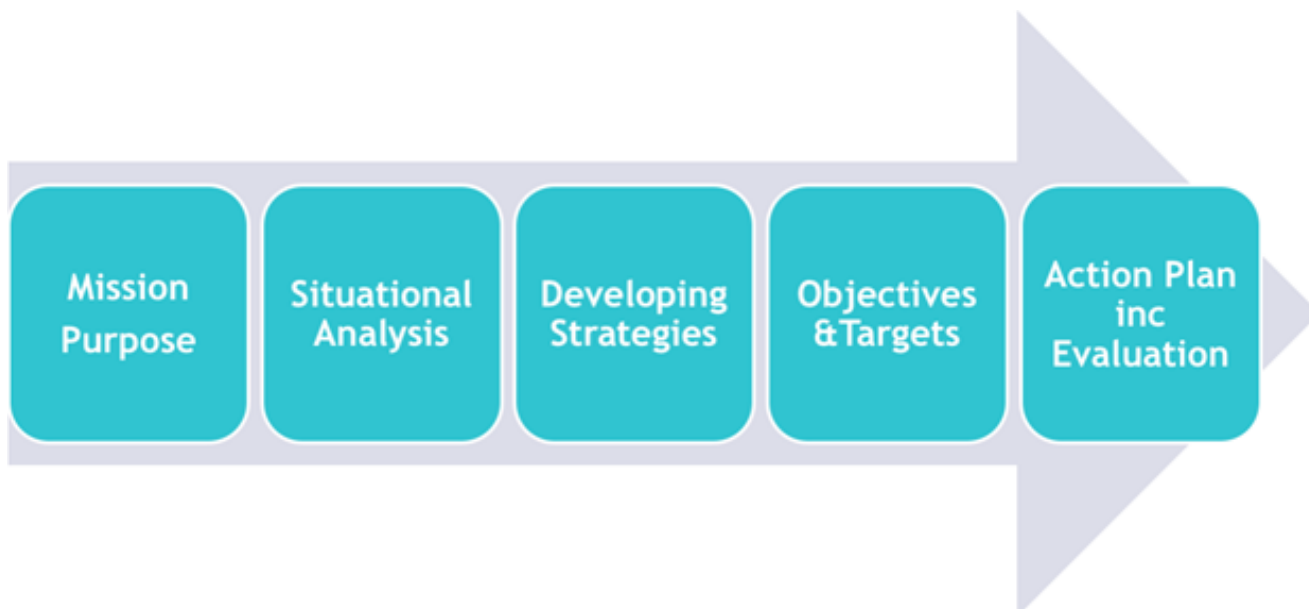 Mission
Purpose
Situational
Analysis
Developing
Strategies
Objectives
&Targets
Action Plan
inc
Evaluation